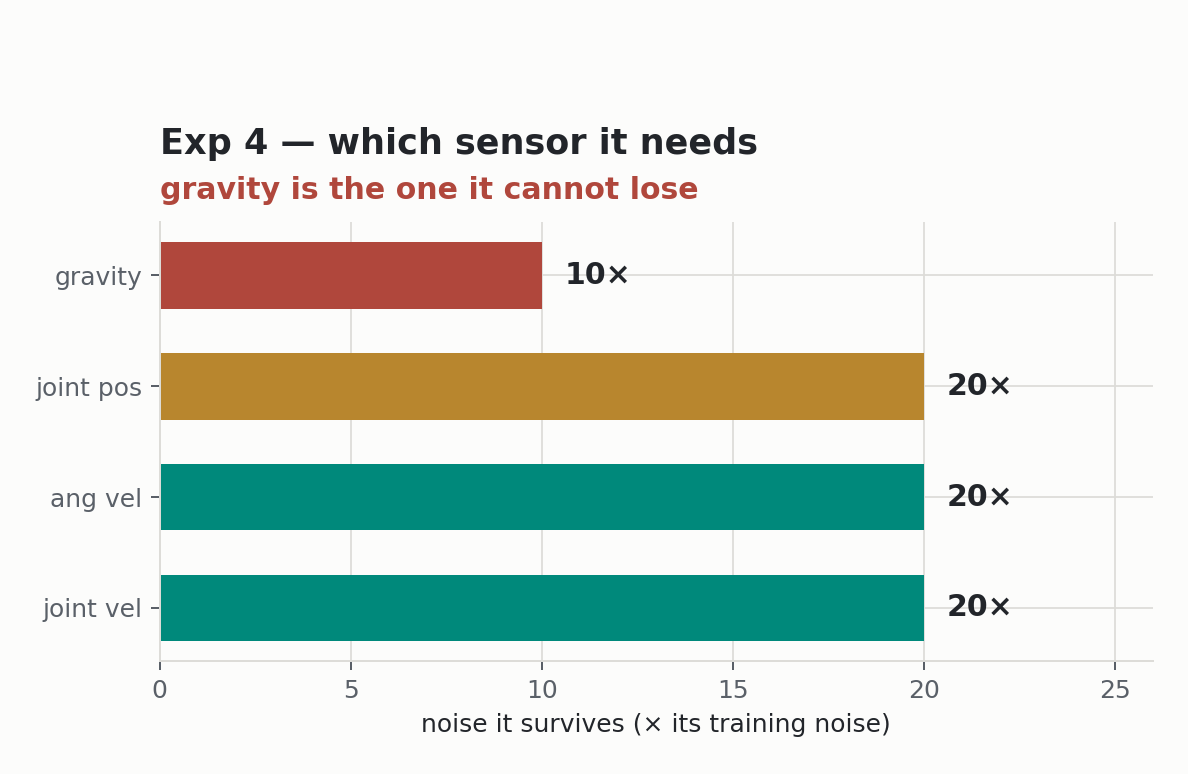 Exp 4 — which sensor it needs
gravity is the one it cannot lose
gravity
10×
joint pos
20×
ang vel
20×
joint vel
20×
0 5 10 15 20 25
noise it survives (× its training noise)